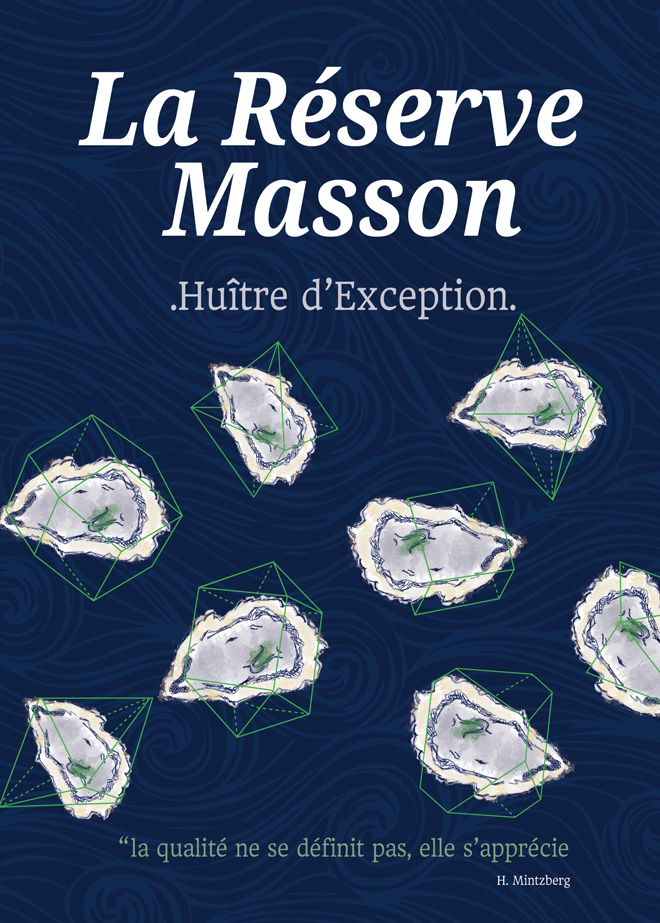 La Réserve
Masson
.Huître d’Exception.
“la qualité ne se définit pas, elle s’apprécie
H. Mintzberg